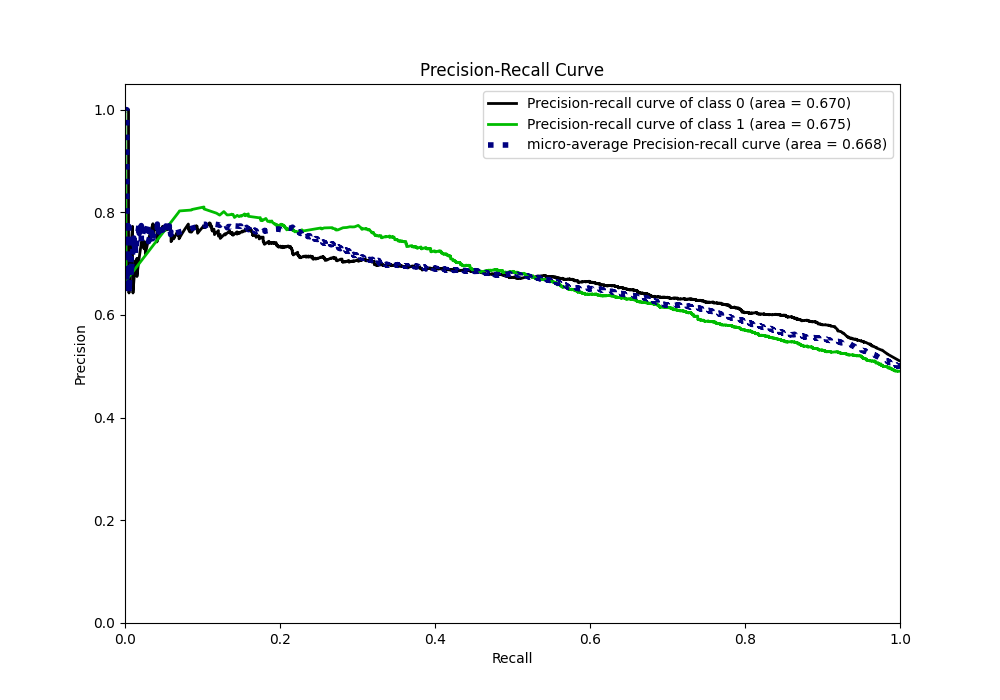 Precision-Recall Curve
Precision-recall curve of class 0 (area = 0.670)
Precision-recall curve of class 1 (area = 0.675)
micro-average Precision-recall curve (area = 0.668)
Precision
1.0
0.8
0.6
0.4
0.2
0.0
0.0 0.2 0.4 0.6 0.8 1.0
Recall